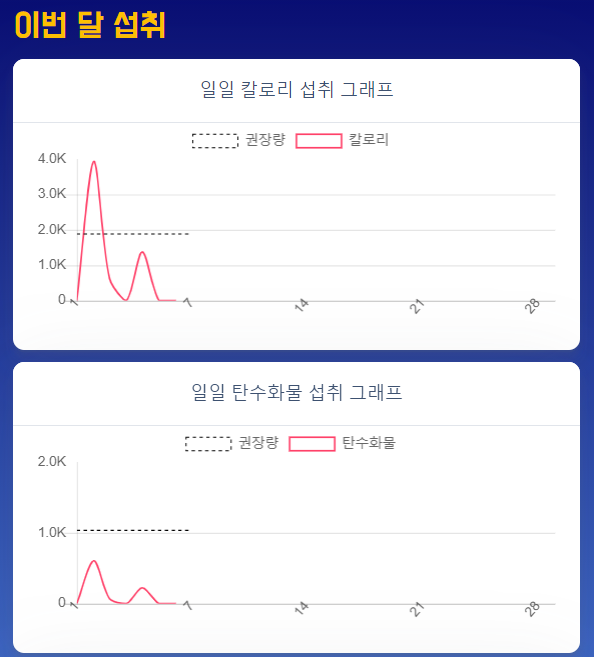 이번 달 섭취
일일 칼로리 섭취 그래프
권장량 칼로리
4.0K
3.0K
2.0K
1.0K
0
1 7 14 21 28
일일 탄수화물 섭취 그래프
권장량 탄수화물
2.0K
1.0K
0
1 7 14 21 28